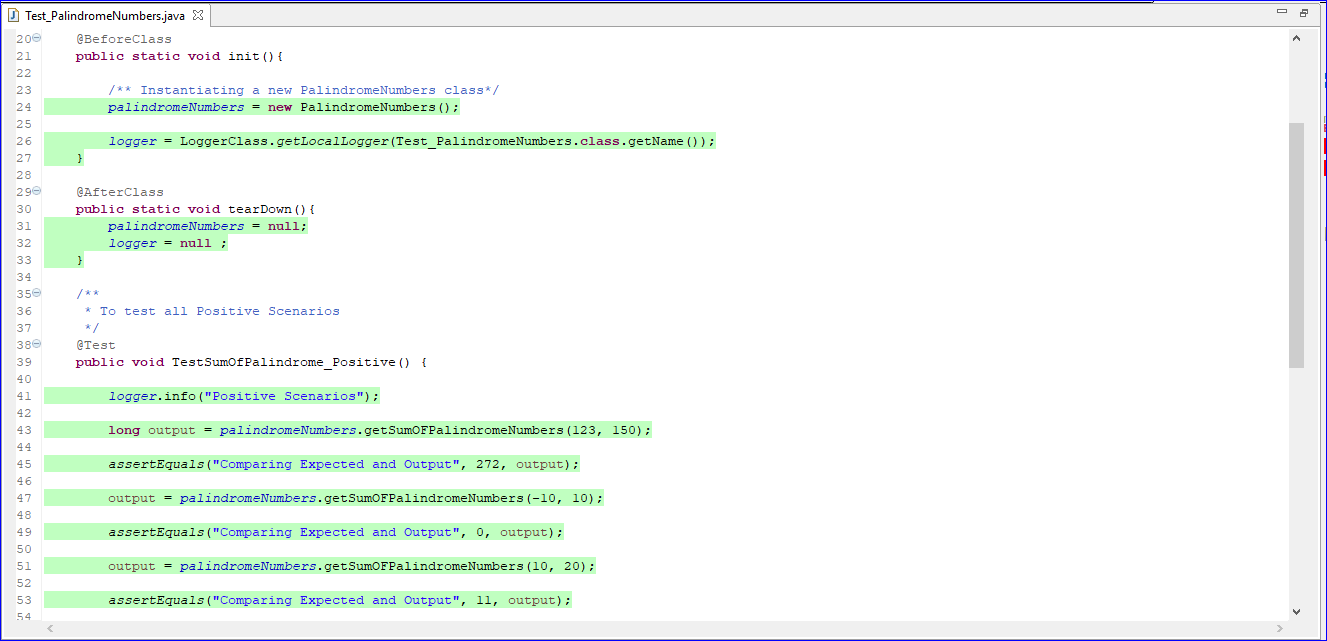 Test_PalindromeNumbers.java
20 @BeforeClass
21 public static void init(){
22
23 /** Instantiating a new PalindromeNumbers class*/
24 palindromeNumbers = new PalindromeNumbers();
25
26 logger = LoggerClass.getLocalLogger(Test_PalindromeNumbers.class.getName());
27 }
28
29 @AfterClass
30 public static void tearDown(){
31 palindromeNumbers = null;
32 logger = null ;
33 }
34
35 /**
36 * To test all Positive Scenarios
37 */
38 @Test
39 public void TestSumOfPalindrome_Positive() {
40
41 logger.info("Positive Scenarios");
42
43 long output = palindromeNumbers.getSumOFPalindromeNumbers(123, 150);
44
45 assertEquals("Comparing Expected and Output", 272, output);
46
47 output = palindromeNumbers.getSumOFPalindromeNumbers(-10, 10);
48
49 assertEquals("Comparing Expected and Output", 0, output);
50
51 output = palindromeNumbers.getSumOFPalindromeNumbers(10, 20);
52
53 assertEquals("Comparing Expected and Output", 11, output);
54